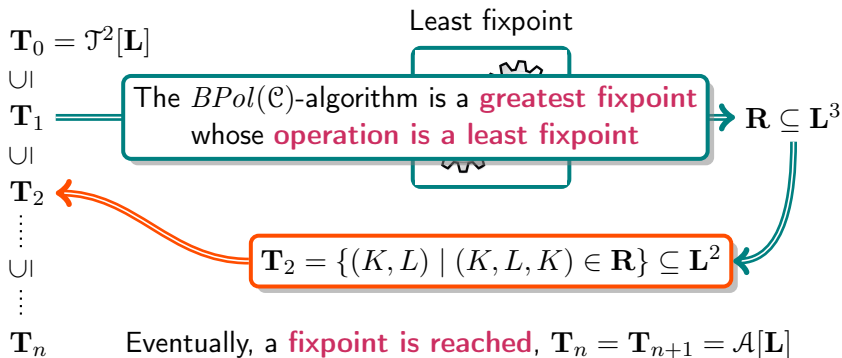 Least fixpoint
T₀ = 𝒯²[L]
∪|
The BPol(𝒞)-algorithm is a greatest fixpoint
whose operation is a least fixpoint
T₁
R ⊆ L³
∪|
T₂
T₂ = {(K, L) | (K, L, K) ∈ R} ⊆ L²
∪|
Tₙ
Eventually, a fixpoint is reached, Tₙ = Tₙ₊₁ = 𝒜[L]